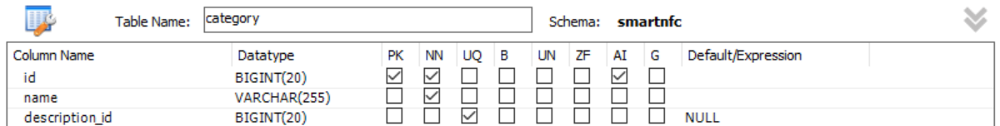 Table Name: category Schema: smartnfc
Column Name Datatype PK NN UQ B UN ZF AI G Default/Expression
id BIGINT(20)
name VARCHAR(255)
description_id BIGINT(20) NULL